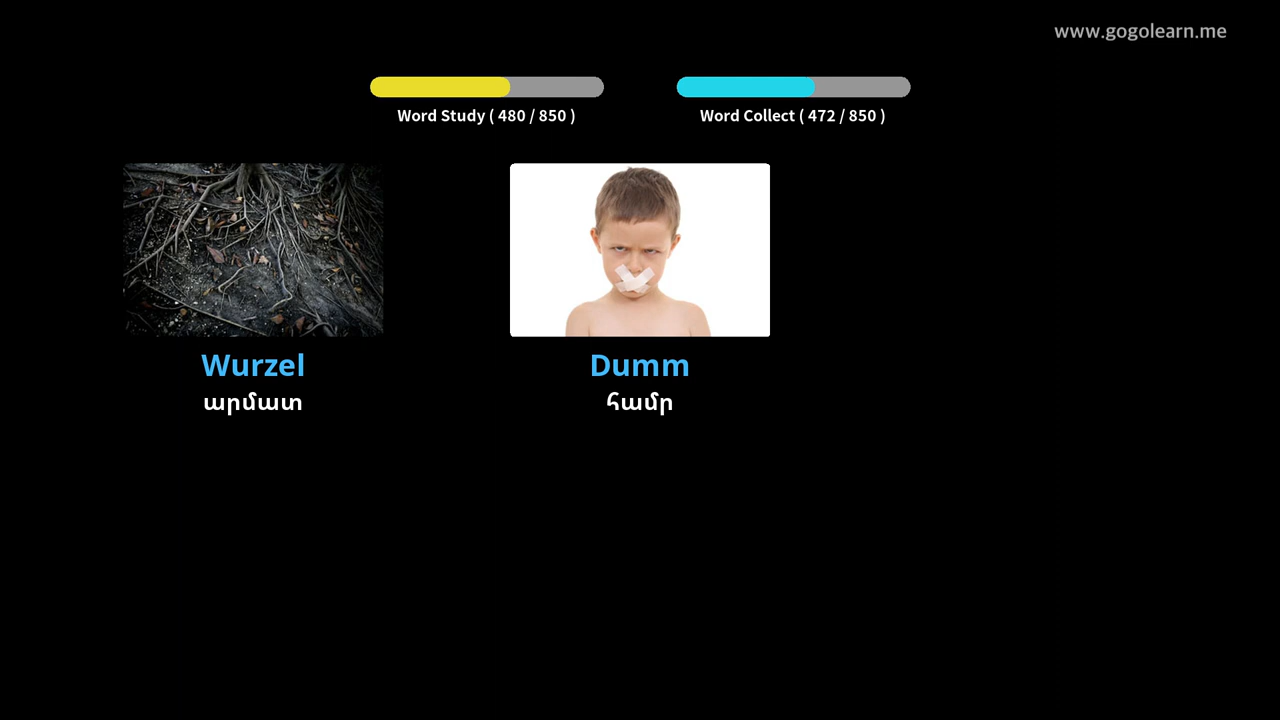 www.gogolearn.me
Word Study ( 480 / 850 )
Word Collect ( 472 / 850 )
Wurzel
արմատ
Dumm
համր